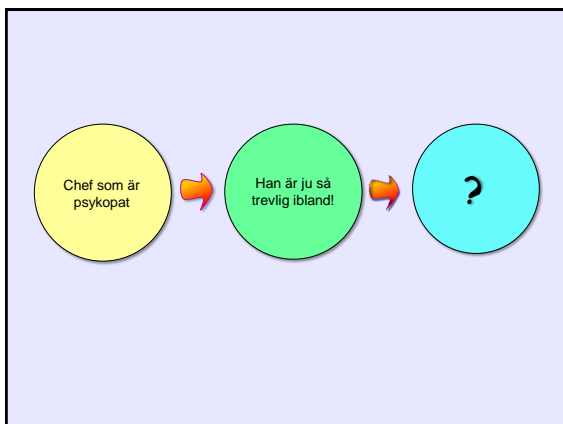 Chef som är
psykopat
Han är ju så
trevlig ibland!
?